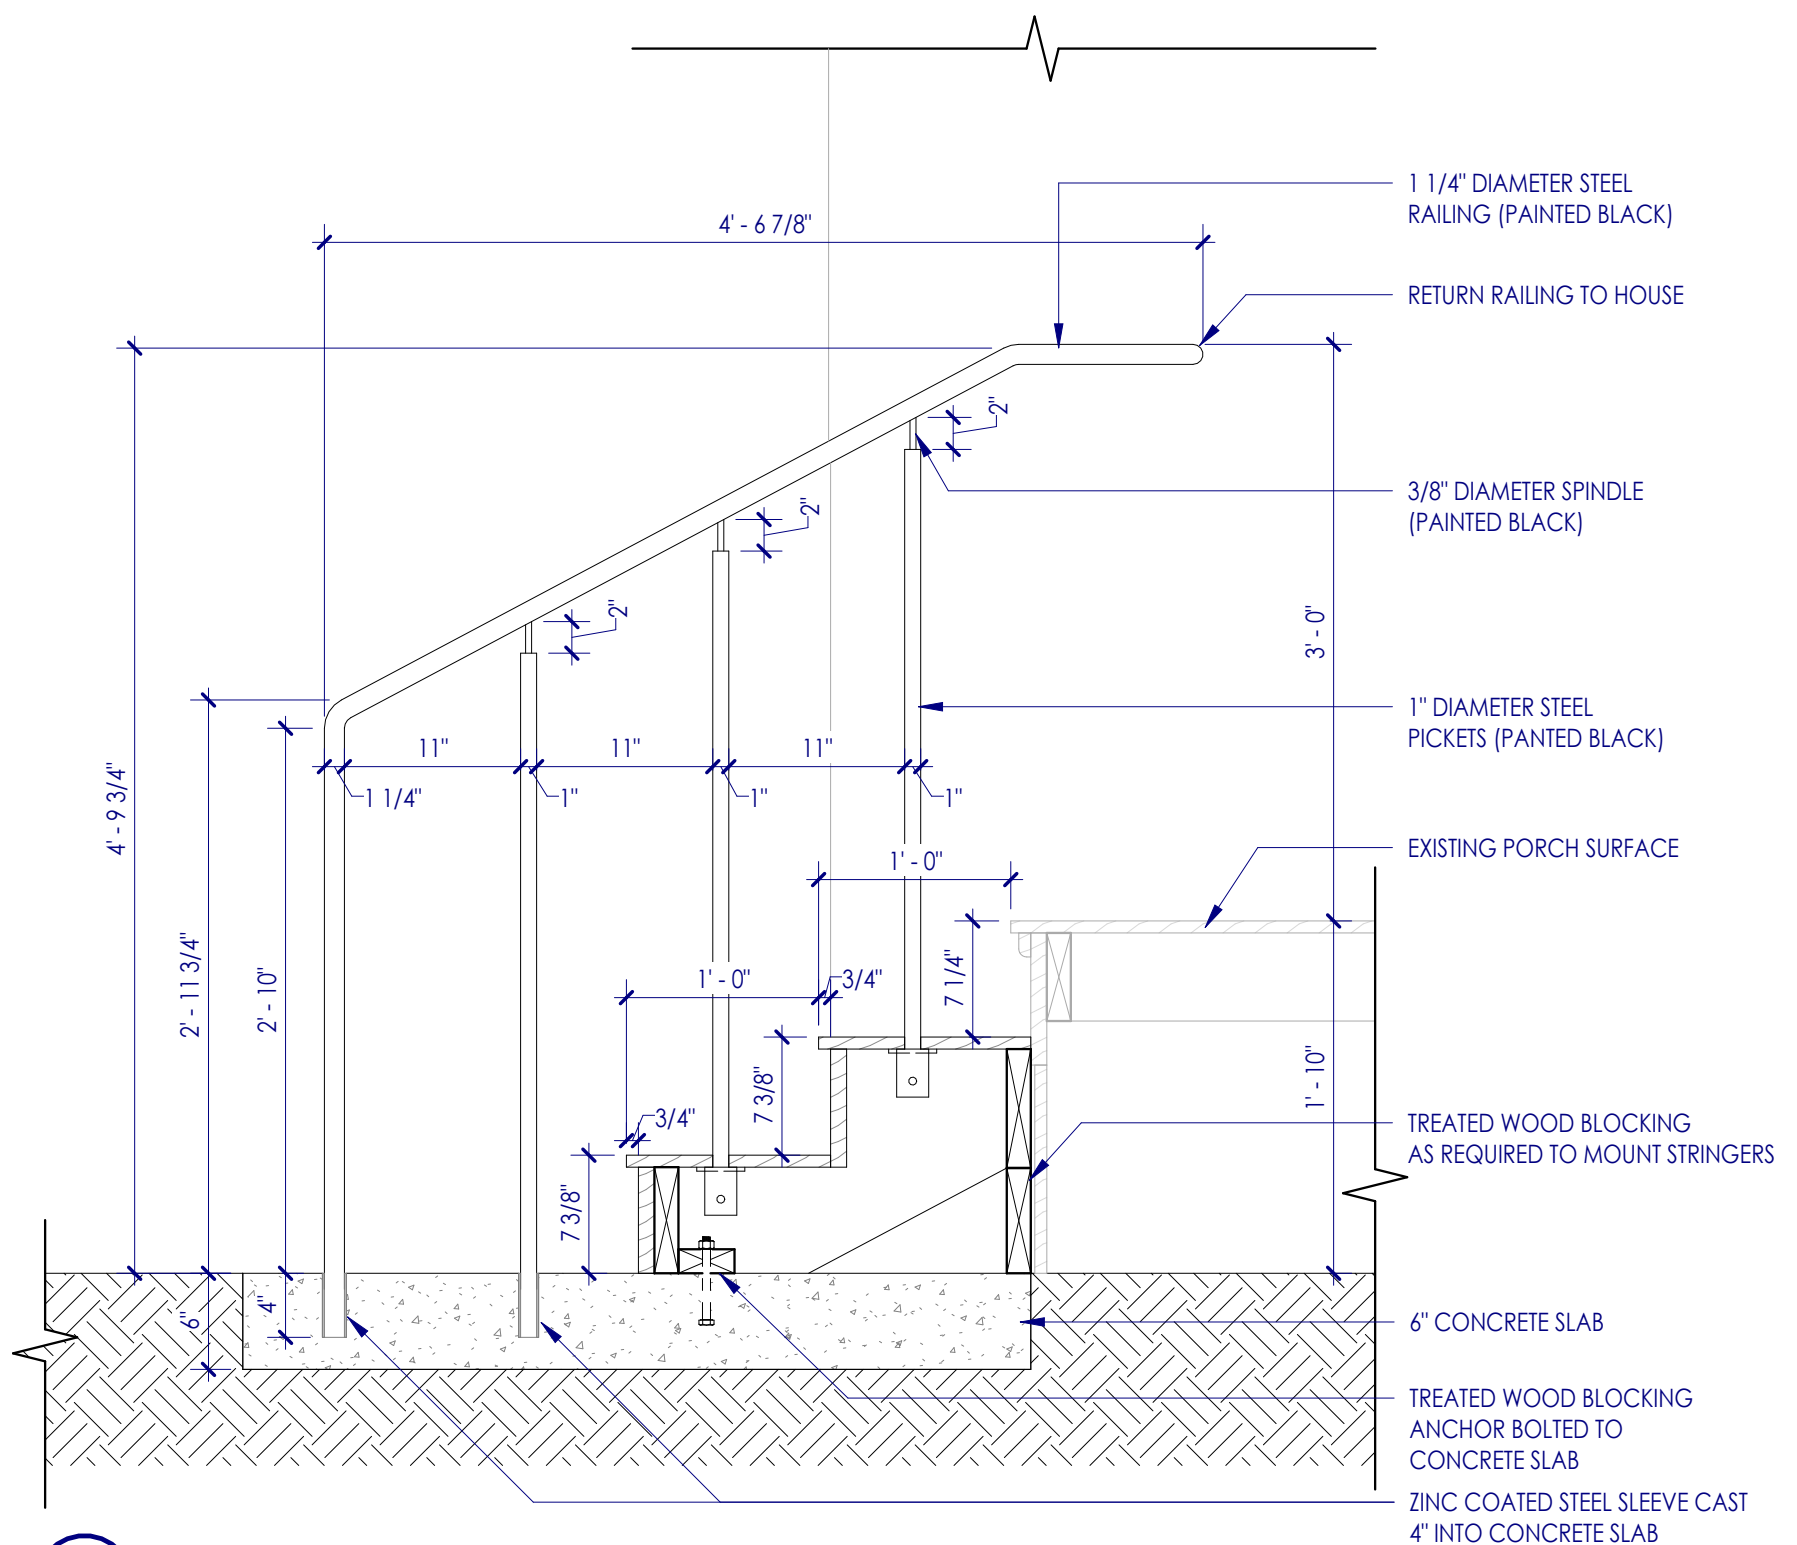 1 1/4" DIAMETER STEEL
RAILING (PAINTED BLACK)
4' - 6 7/8"
RETURN RAILING TO HOUSE
2"
3/8" DIAMETER SPINDLE
(PAINTED BLACK)
2"
2"
3' - 0"
1" DIAMETER STEEL
PICKETS (PANTED BLACK)
11"
11"
11"
1 1/4"
1"
1"
1"
4' - 9 3/4"
EXISTING PORCH SURFACE
1' - 0"
2' - 11 3/4"
2' - 10"
1' - 0"
3/4"
7 1/4"
7 3/8"
1' - 10"
3/4"
TREATED WOOD BLOCKING
AS REQUIRED TO MOUNT STRINGERS
7 3/8"
4"
6"
6" CONCRETE SLAB
TREATED WOOD BLOCKING
ANCHOR BOLTED TO
CONCRETE SLAB
ZINC COATED STEEL SLEEVE CAST
4" INTO CONCRETE SLAB